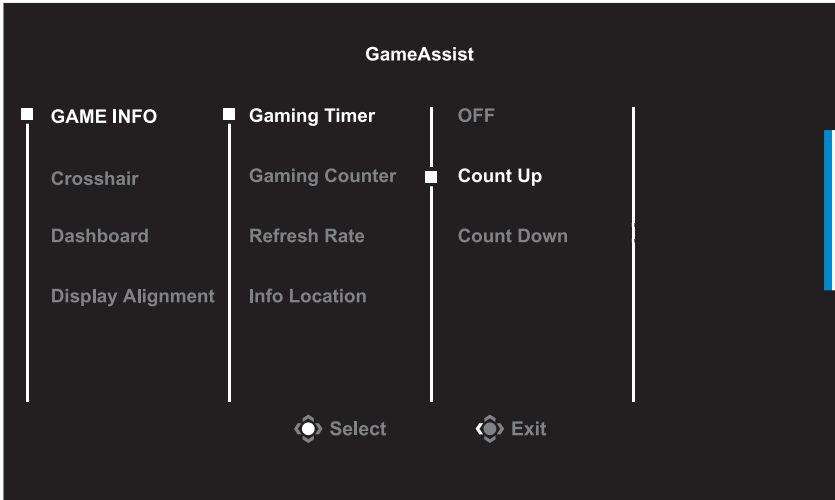 GameAssist
GAME INFO
Gaming Timer
OFF
Crosshair
Gaming Counter
Count Up
Dashboard
Refresh Rate
Count Down
Display Alignment
Info Location
Select
Exit